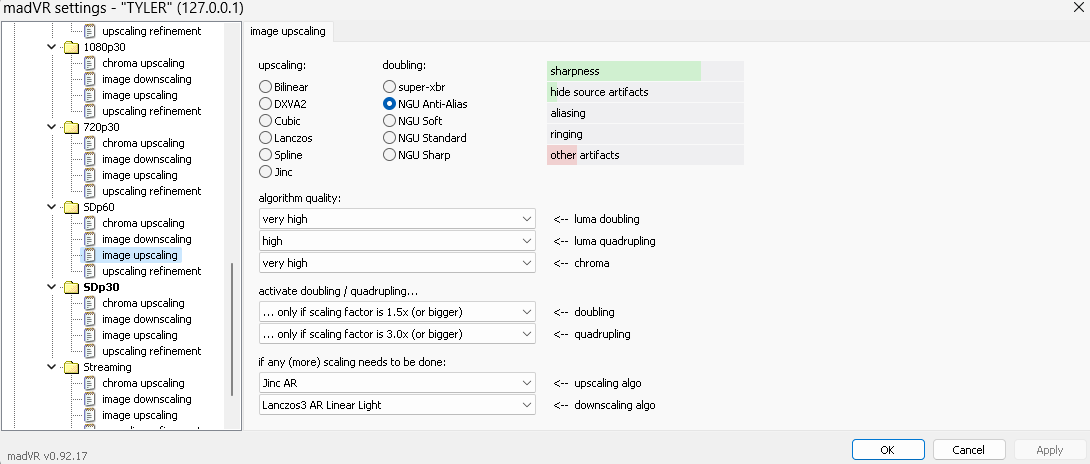 madVR settings - "TYLER" (127.0.0.1)
upscaling refinement
1080p30
chroma upscaling
image downscaling
image upscaling
upscaling refinement
720p30
chroma upscaling
image downscaling
image upscaling
upscaling refinement
SDp60
chroma upscaling
image downscaling
image upscaling
upscaling refinement
SDp30
chroma upscaling
image downscaling
image upscaling
upscaling refinement
Streaming
chroma upscaling
image downscaling
image upscaling
image upscaling
upscaling:
Bilinear
DXVA2
Cubic
Lanczos
Spline
Jinc
doubling:
super-xbr
NGU Anti-Alias
NGU Soft
NGU Standard
NGU Sharp
sharpness
hide source artifacts
aliasing
ringing
other artifacts
algorithm quality:
very high <-- luma doubling
high <-- luma quadrupling
very high <-- chroma
activate doubling / quadrupling...
... only if scaling factor is 1.5x (or bigger) <-- doubling
... only if scaling factor is 3.0x (or bigger) <-- quadrupling
if any (more) scaling needs to be done:
Jinc AR <-- upscaling algo
Lanczos3 AR Linear Light <-- downscaling algo
madVR v0.92.17
OK
Cancel
Apply